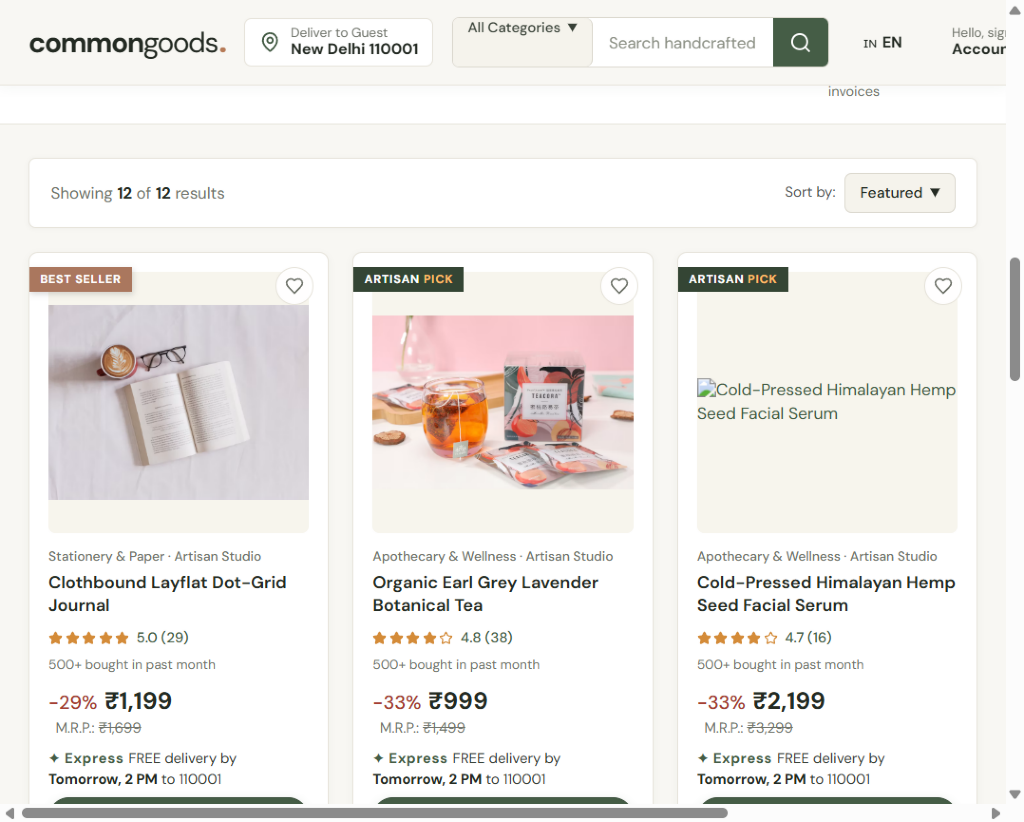 commongoods.
Deliver to Guest
New Delhi 110001
All Categories ▼
Search handcrafted
IN EN
Hello, sig
Accour
invoices
Showing 12 of 12 results
Sort by:
Featured ▼
BEST SELLER
ARTISAN PICK
ARTISAN PICK
TEACORA
Cold-Pressed Himalayan Hemp
Seed Facial Serum
Stationery & Paper · Artisan Studio
Clothbound Layflat Dot-Grid
Journal
5.0 (29)
500+ bought in past month
-29% ₹1,199
M.R.P.: ₹1,699
✦ Express FREE delivery by
Tomorrow, 2 PM to 110001
Apothecary & Wellness · Artisan Studio
Organic Earl Grey Lavender
Botanical Tea
4.8 (38)
500+ bought in past month
-33% ₹999
M.R.P.: ₹1,499
✦ Express FREE delivery by
Tomorrow, 2 PM to 110001
Apothecary & Wellness · Artisan Studio
Cold-Pressed Himalayan Hemp
Seed Facial Serum
4.7 (16)
500+ bought in past month
-33% ₹2,199
M.R.P.: ₹3,299
✦ Express FREE delivery by
Tomorrow, 2 PM to 110001